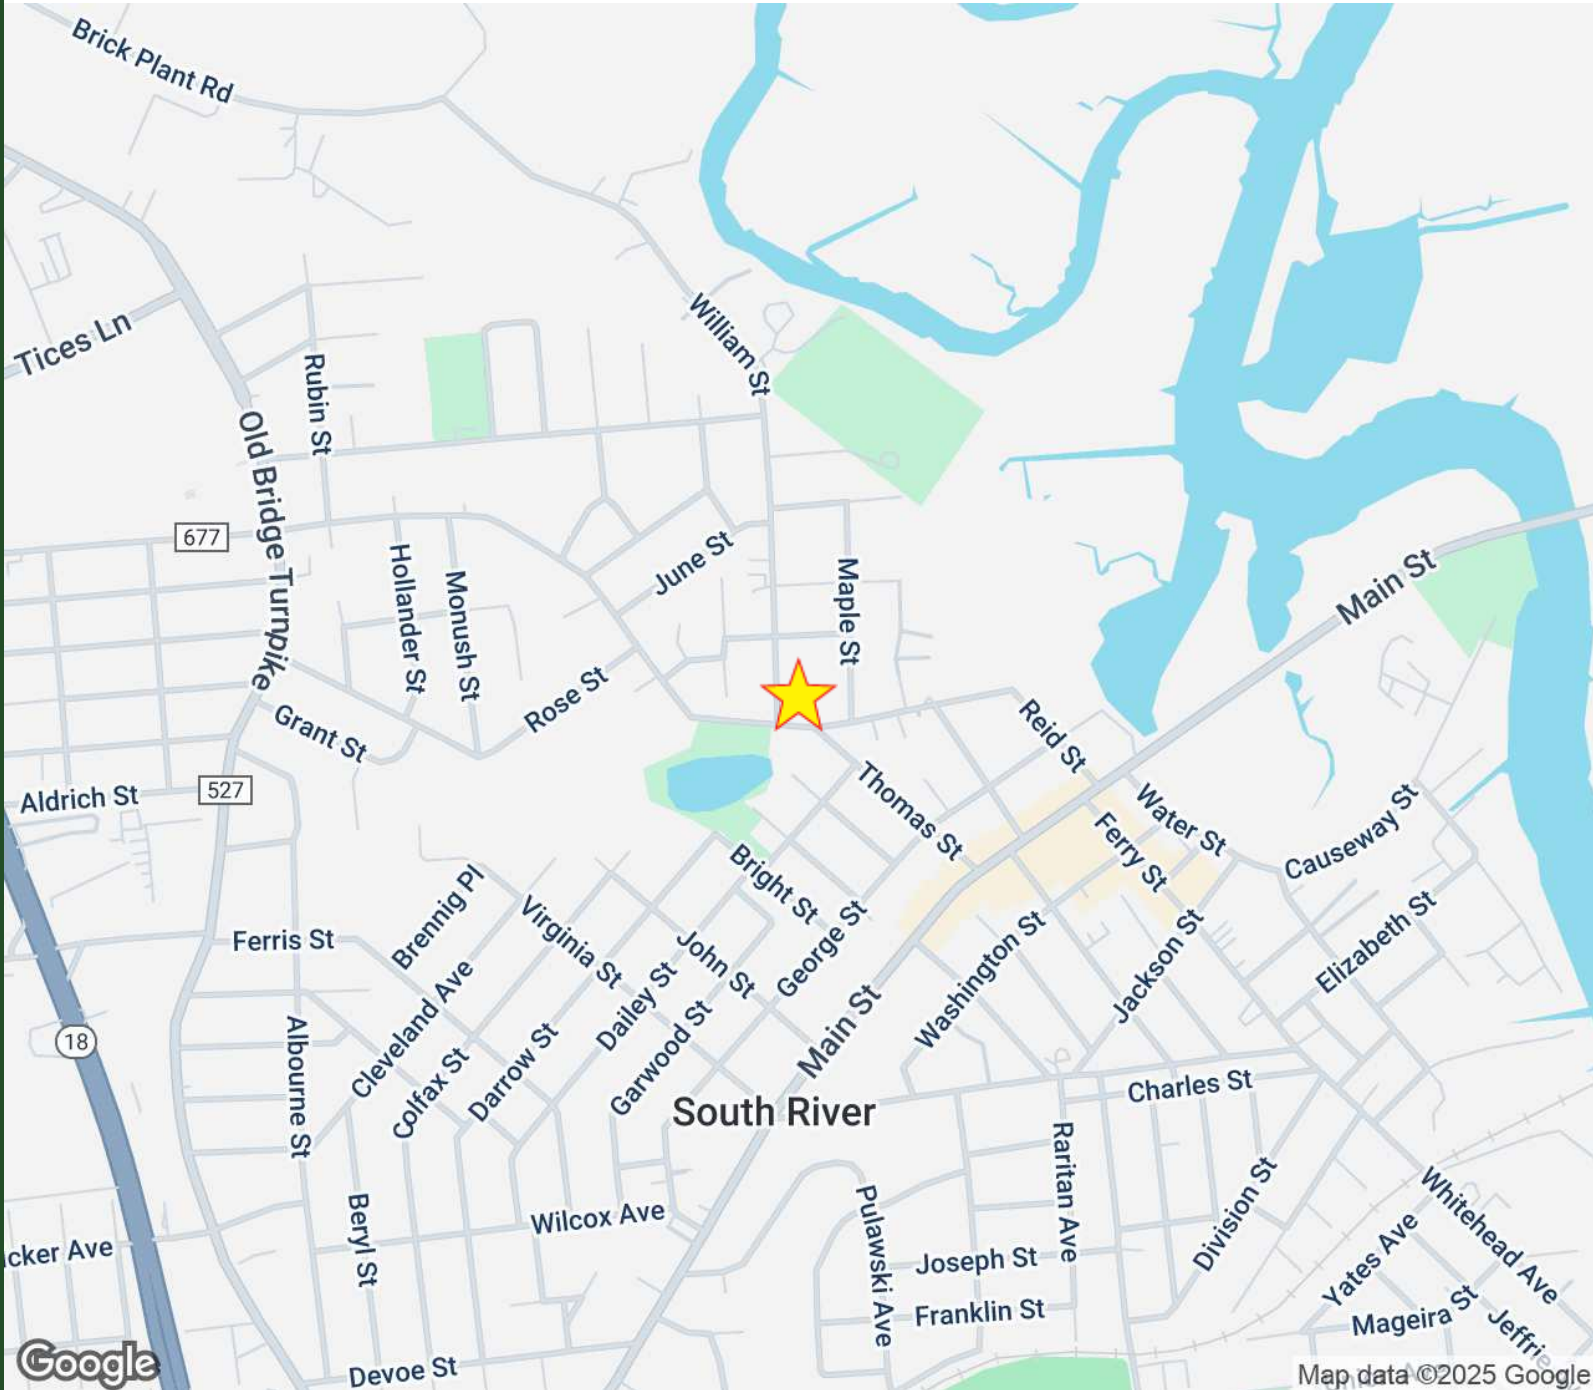 Brick Plant Rd
Tices Ln
William St
Rubin St
Old Bridge Turnpike
677
Hollander St
Monush St
June St
Maple St
Main St
Rose St
Grant St
Reid St
527
Aldrich St
Thomas St
Water St
Ferry St
Causeway St
Brennig Pl
Virginia St
Bright St
George St
Ferris St
John St
Washington St
Jackson St
Elizabeth St
Dailey St
Cleveland Ave
Main St
18
Albourne St
Colfax St
Darrow St
Garwood St
South River
Charles St
Raritan Ave
Division St
Whitehead Ave
Beryl St
Wilcox Ave
Pulawski Ave
cker Ave
Joseph St
Yates Ave
Franklin St
Mageira St
Jeffrie
Devoe St
Google
Map data ©2025 Google